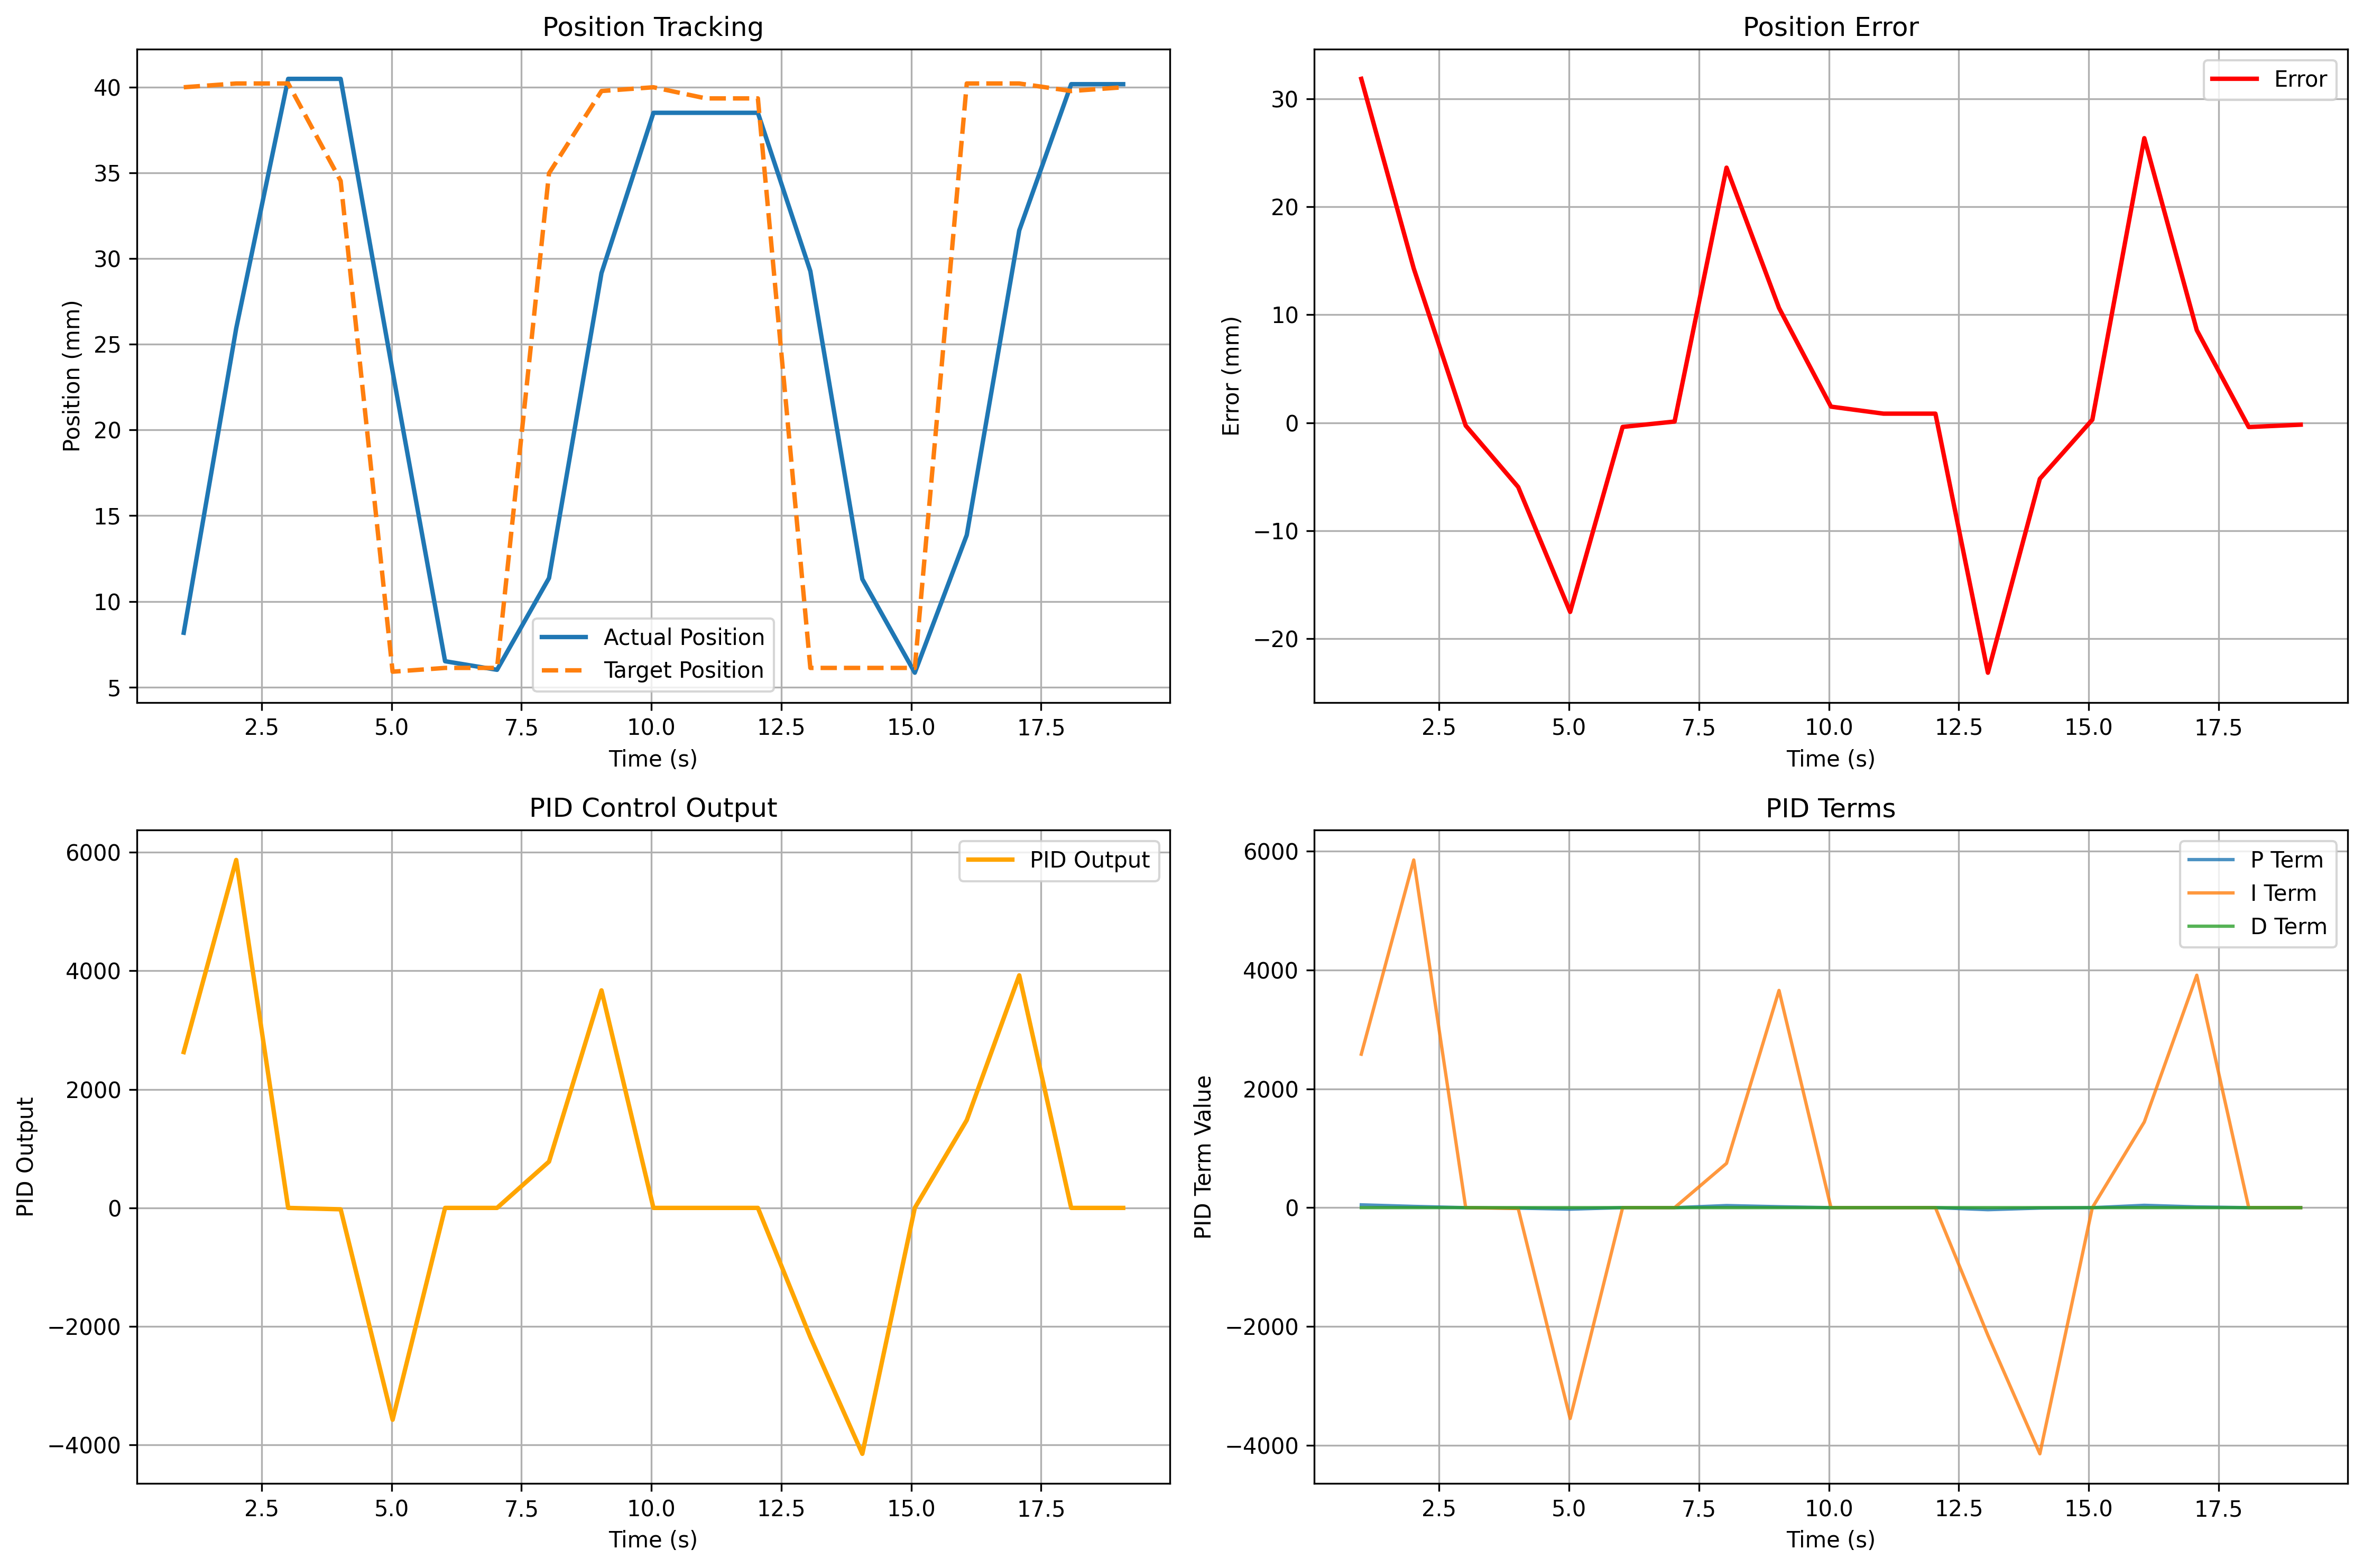 Position Tracking
Position (mm)
40
35
30
25
20
15
10
5
Actual Position
Target Position
2.5 5.0 7.5 10.0 12.5 15.0 17.5
Time (s)
Position Error
Error (mm)
30
20
10
0
−10
−20
Error
2.5 5.0 7.5 10.0 12.5 15.0 17.5
Time (s)
PID Control Output
PID Output
6000
4000
2000
0
−2000
−4000
PID Output
2.5 5.0 7.5 10.0 12.5 15.0 17.5
Time (s)
PID Terms
PID Term Value
6000
4000
2000
0
−2000
−4000
P Term
I Term
D Term
2.5 5.0 7.5 10.0 12.5 15.0 17.5
Time (s)